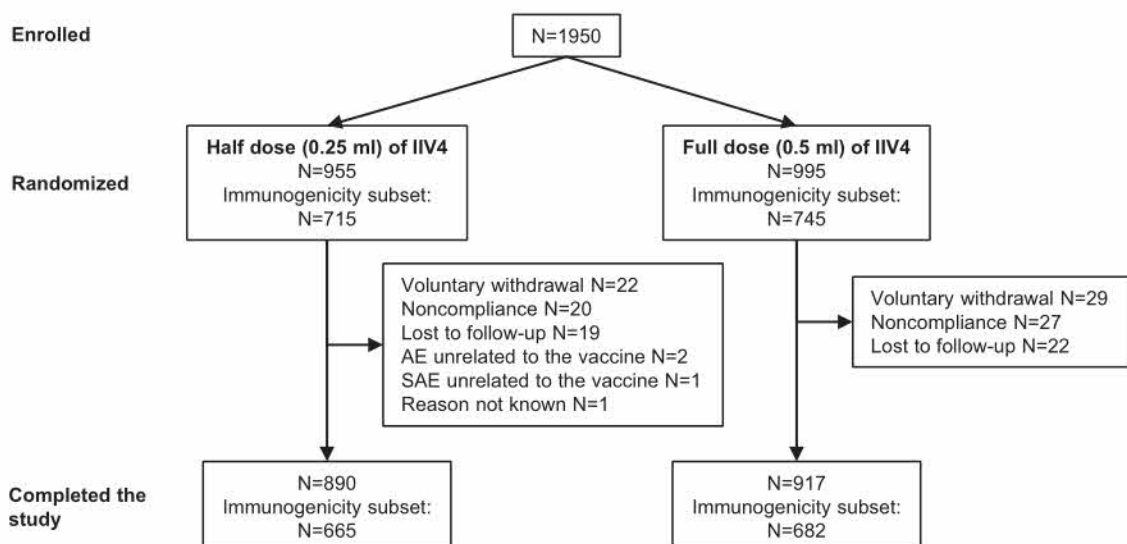 Enrolled
N=1950
Randomized
Half dose (0.25 ml) of IIV4
N=955
Immunogenicity subset:
N=715
Full dose (0.5 ml) of IIV4
N=995
Immunogenicity subset:
N=745
Voluntary withdrawal N=22
Noncompliance N=20
Lost to follow-up N=19
AE unrelated to the vaccine N=2
SAE unrelated to the vaccine N=1
Reason not known N=1
Voluntary withdrawal N=29
Noncompliance N=27
Lost to follow-up N=22
Completed the
study
N=890
Immunogenicity subset:
N=665
N=917
Immunogenicity subset:
N=682